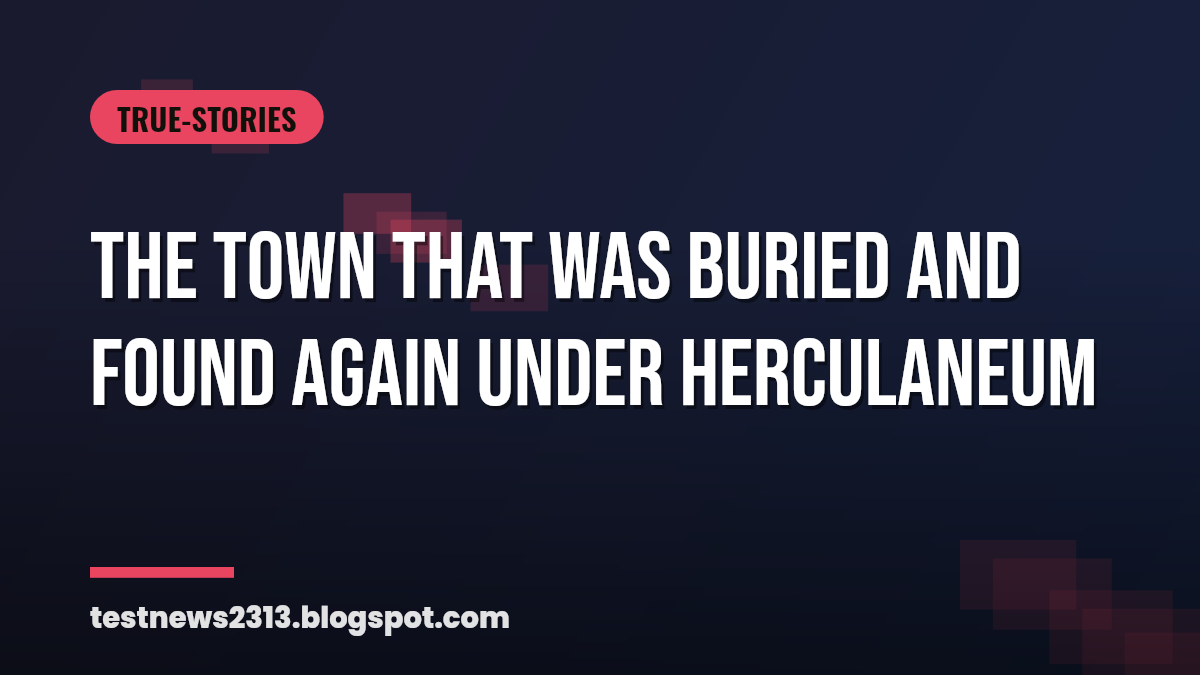 TRUE-STORIES
THE TOWN THAT WAS BURIED AND
FOUND AGAIN UNDER HERCULANEUM
testnews2313.blogspot.com